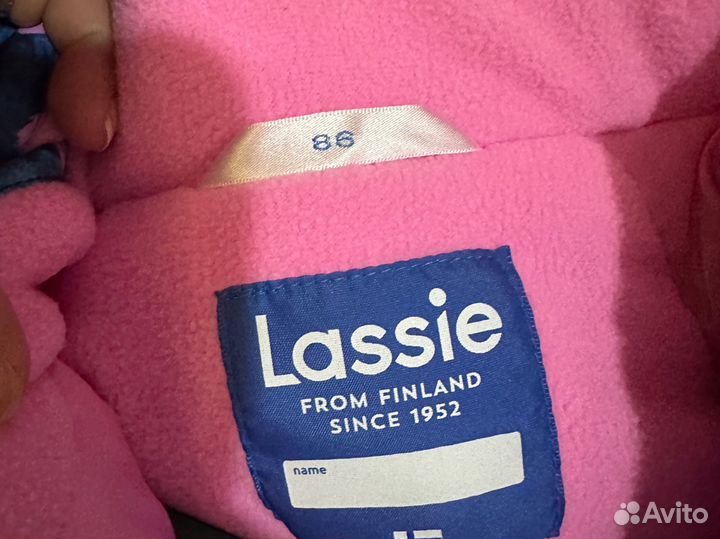 86
Lassie
FROM FINLAND
SINCE 1952
name
Avito